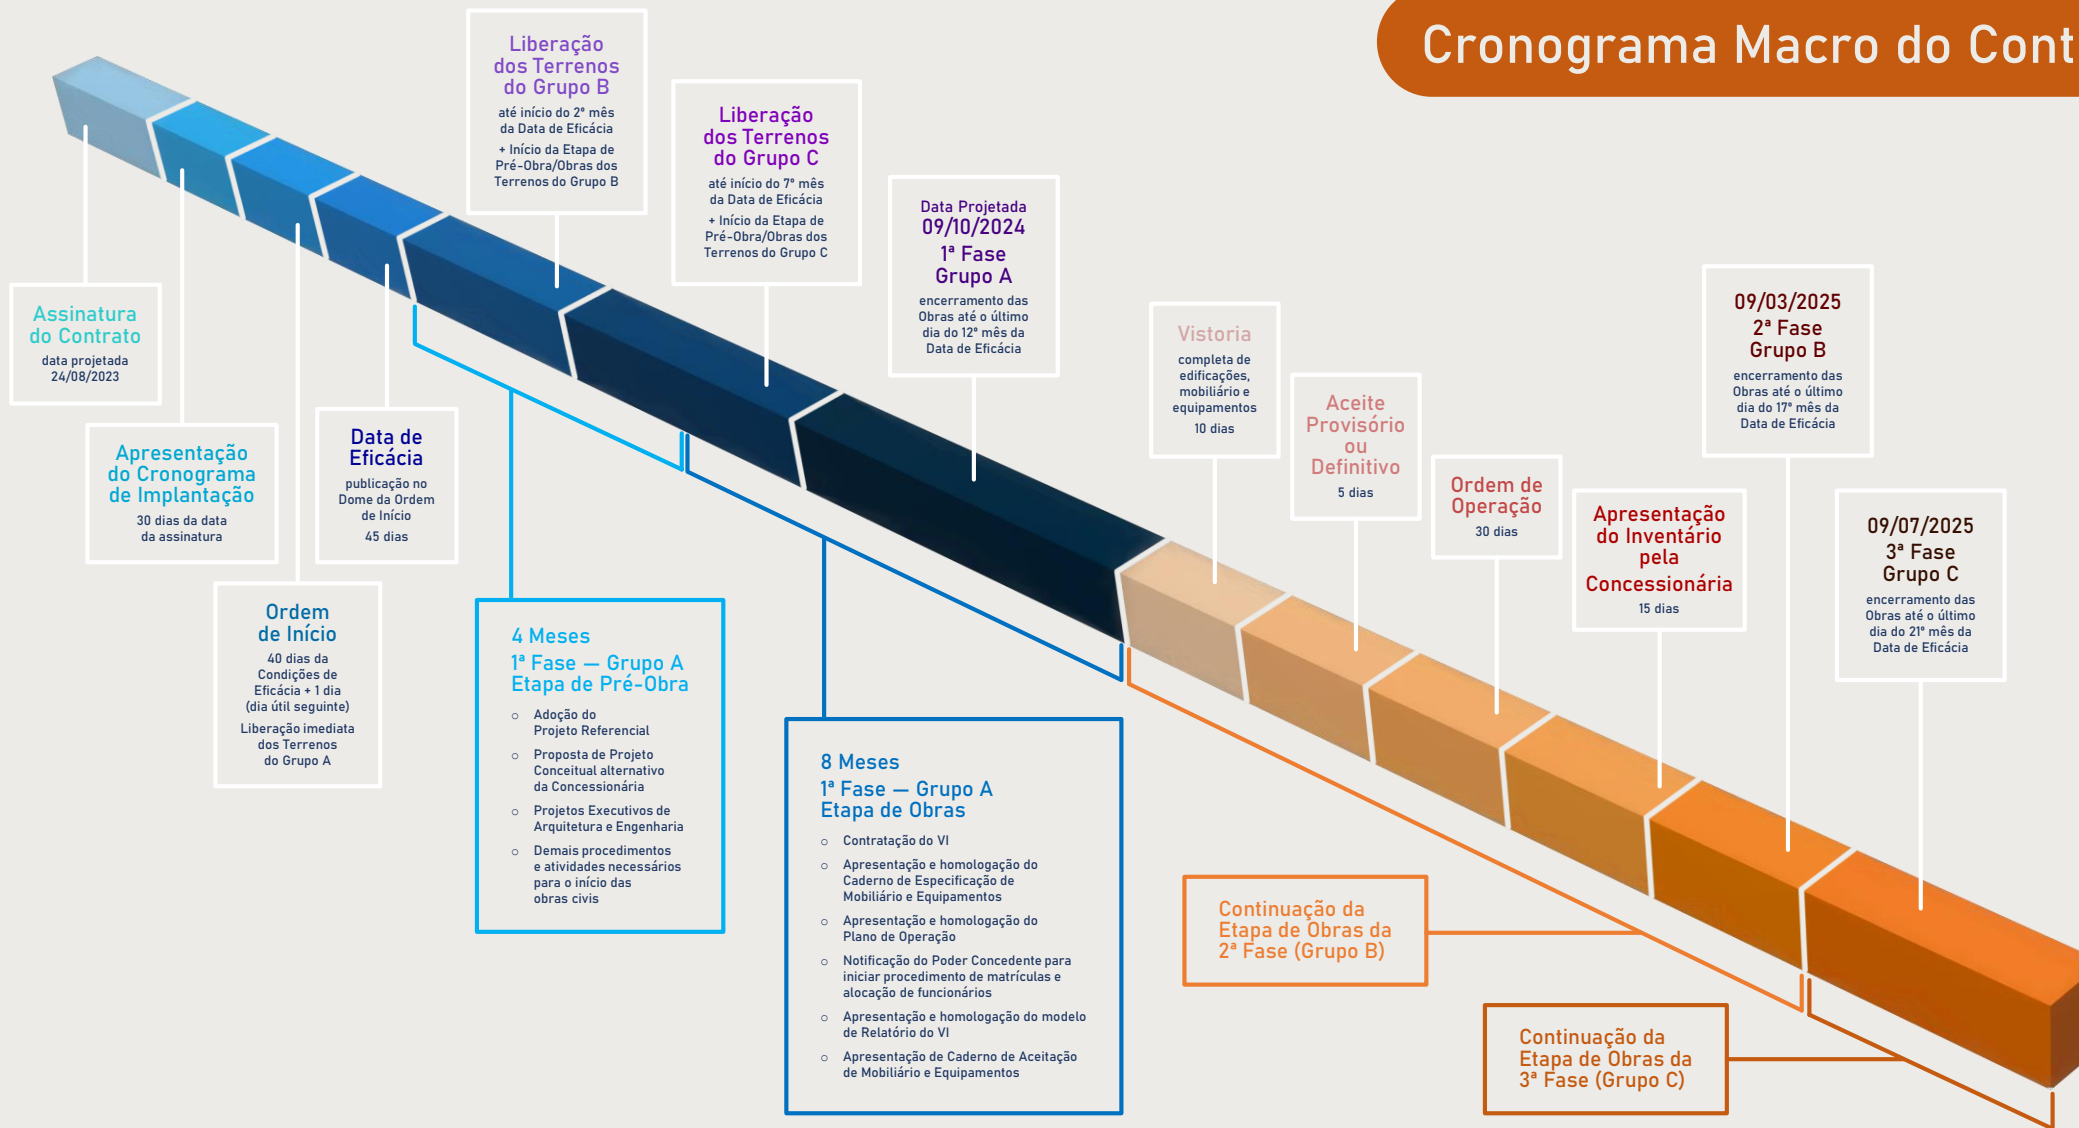 Cronograma Macro do Cont
Assinatura
do Contrato
data projetada
24/08/2023
Apresentação
do Cronograma
de Implantação
30 dias da data
da assinatura
Ordem
de Início
40 dias da
Condições de
Eficácia + 1 dia
(dia útil seguinte)
Liberação imediata
dos Terrenos
do Grupo A
Data de
Eficácia
publicação no
Dome da Ordem
de Início
45 dias
Liberação
dos Terrenos
do Grupo B
até início do 2º mês
da Data de Eficácia
+ Início da Etapa de
Pré-Obra/Obras dos
Terrenos do Grupo B
Liberação
dos Terrenos
do Grupo C
até início do 7º mês
da Data de Eficácia
+ Início da Etapa de
Pré-Obra/Obras dos
Terrenos do Grupo C
Data Projetada
09/10/2024
1ª Fase
Grupo A
encerramento das
Obras até o último
dia do 12º mês da
Data de Eficácia
4 Meses
1ª Fase — Grupo A
Etapa de Pré-Obra
○ Adoção do
Projeto Referencial
○ Proposta de Projeto
Conceitual alternativo
da Concessionária
○ Projetos Executivos de
Arquitetura e Engenharia
○ Demais procedimentos
e atividades necessários
para o início das
obras civis
8 Meses
1ª Fase — Grupo A
Etapa de Obras
○ Contratação do VI
○ Apresentação e homologação do
Caderno de Especificação de
Mobiliário e Equipamentos
○ Apresentação e homologação do
Plano de Operação
○ Notificação do Poder Concedente para
iniciar procedimento de matrículas e
alocação de funcionários
○ Apresentação e homologação do modelo
de Relatório do VI
○ Apresentação de Caderno de Aceitação
de Mobiliário e Equipamentos
Vistoria
completa de
edificações,
mobiliário e
equipamentos
10 dias
Aceite
Provisório
ou
Definitivo
5 dias
Ordem de
Operação
30 dias
Apresentação
do Inventário
pela
Concessionária
15 dias
09/03/2025
2ª Fase
Grupo B
encerramento das
Obras até o último
dia do 17º mês da
Data de Eficácia
09/07/2025
3ª Fase
Grupo C
encerramento das
Obras até o último
dia do 21º mês da
Data de Eficácia
Continuação da
Etapa de Obras da
2ª Fase (Grupo B)
Continuação da
Etapa de Obras da
3ª Fase (Grupo C)